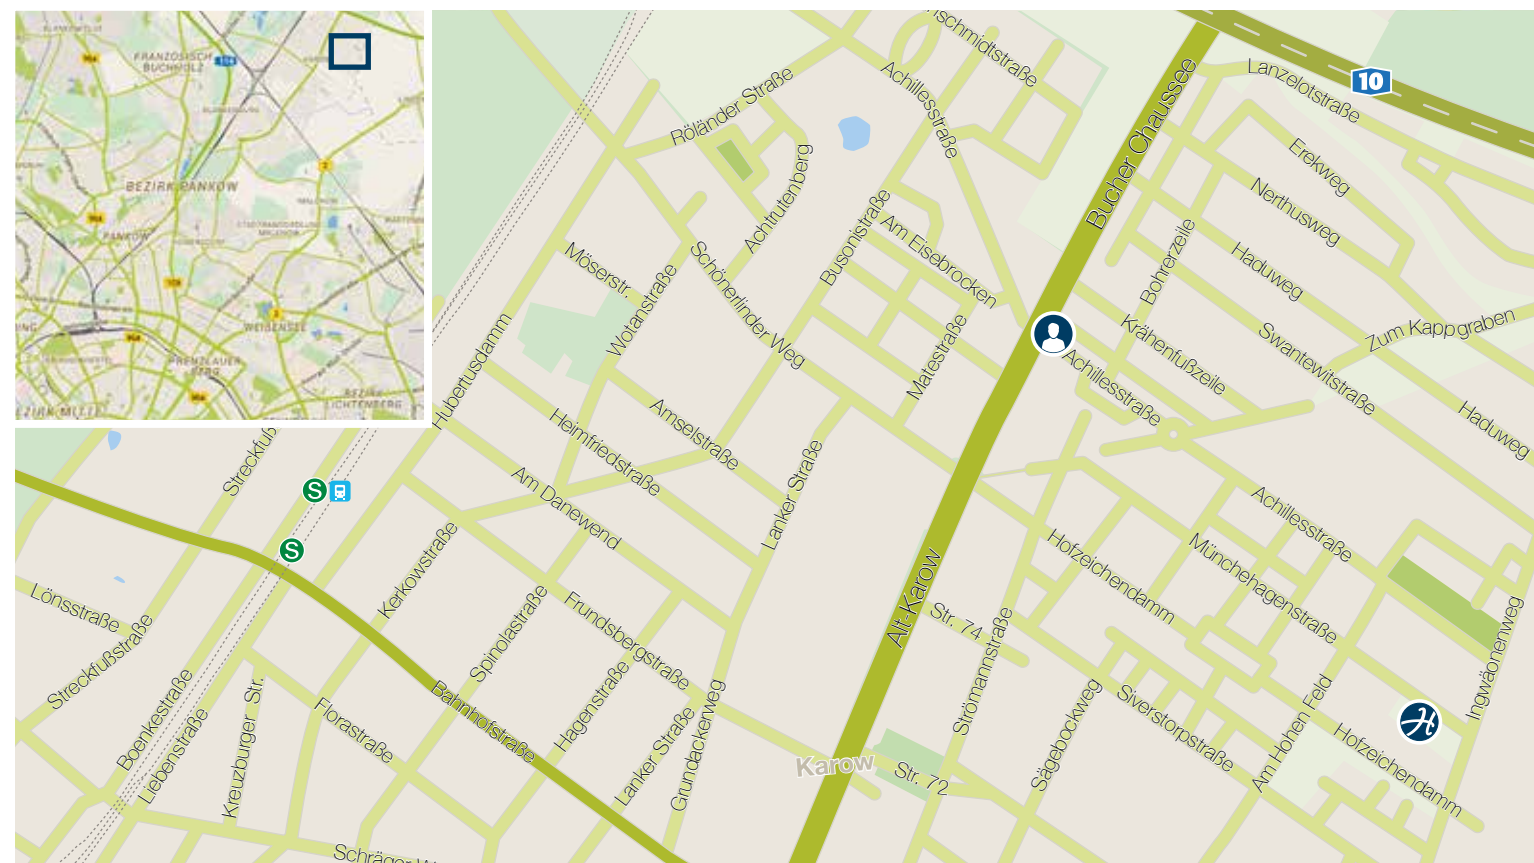 FRANZÖSISCH
BUCHHOLZ
BLANKENBURG
BEZIRK PANKOW
PANKOW
WEIßENSEE
PRENZLAUER
BERG
BEZIRK
LICHTENBERG
2
2
Achillesstraße
Röländer Straße
Achtrutenberg
Bucher Chaussee
Lanzelotstraße
10
Erekweg
Nerthusweg
Haduweg
Bohrerzeile
Busonistraße
Am Eisebrocken
Möserstr.
Wotanstraße
Schönerlinder Weg
Hubertusdamm
Matestraße
Krähenfußzeile
Zum Kappgraben
Swantewitstraße
Achillesstraße
Haduweg
Amselstraße
Heimfriedstraße
Am Danewend
Lanker Straße
Streckfuß
S
S
Achillesstraße
Hofzeichendamm
Münchehagenstraße
Kerkowstraße
Lönsstraße
Streckfußstraße
Spinolastraße
Frundsbergstraße
Alt-Karow
Str. 74
Strömannstraße
Ingwäonenweg
Boenkestraße
Liebenstraße
Kreuzburger Str.
Florastraße
Bahnhofstraße
Hagenstraße
Lanker Straße
Grundackerweg
Sägebockweg
Siverstorpstraße
Am Hohen Feld
Hofzeichendamm
H
Karow
Str. 72
Schräger W